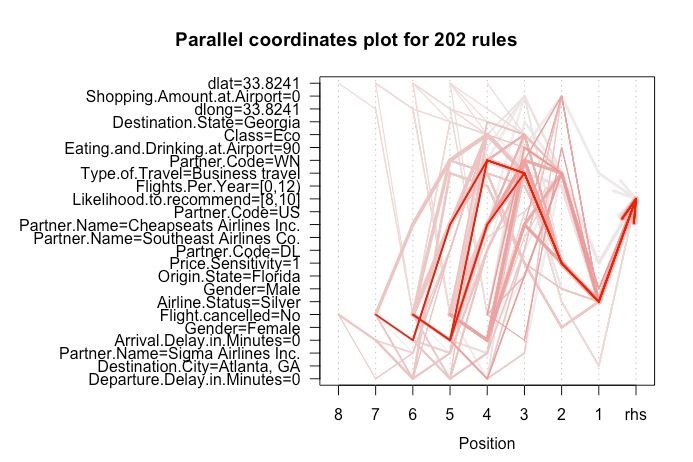 Parallel coordinates plot for 202 rules
dlat=33.8241
Shopping.Amount.at.Airport=0
dlong=33.8241
Destination.State=Georgia
Class=Eco
Eating.and.Drinking.at.Airport=90
Partner.Code=WN
Type.of.Travel=Business travel
Flights.Per.Year=[0,12)
Likelihood.to.recommend=[8,10]
Partner.Code=US
Partner.Name=Cheapseats Airlines Inc.
Partner.Name=Southeast Airlines Co.
Partner.Code=DL
Price.Sensitivity=1
Origin.State=Florida
Gender=Male
Airline.Status=Silver
Flight.cancelled=No
Gender=Female
Arrival.Delay.in.Minutes=0
Partner.Name=Sigma Airlines Inc.
Destination.City=Atlanta, GA
Departure.Delay.in.Minutes=0
8 7 6 5 4 3 2 1 rhs
Position